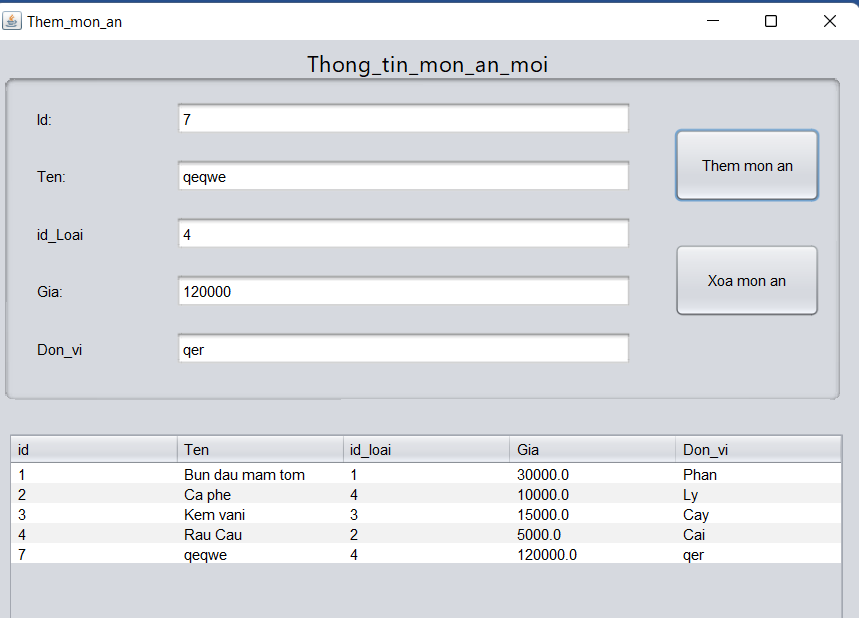 Them_mon_an
Thong_tin_mon_an_moi
Id: 7
Them mon an
Ten: qeqwe
id_Loai 4
Xoa mon an
Gia: 120000
Don_vi qer
id Ten id_loai Gia Don_vi
1 Bun dau mam tom 1 30000.0 Phan
2 Ca phe 4 10000.0 Ly
3 Kem vani 3 15000.0 Cay
4 Rau Cau 2 5000.0 Cai
7 qeqwe 4 120000.0 qer